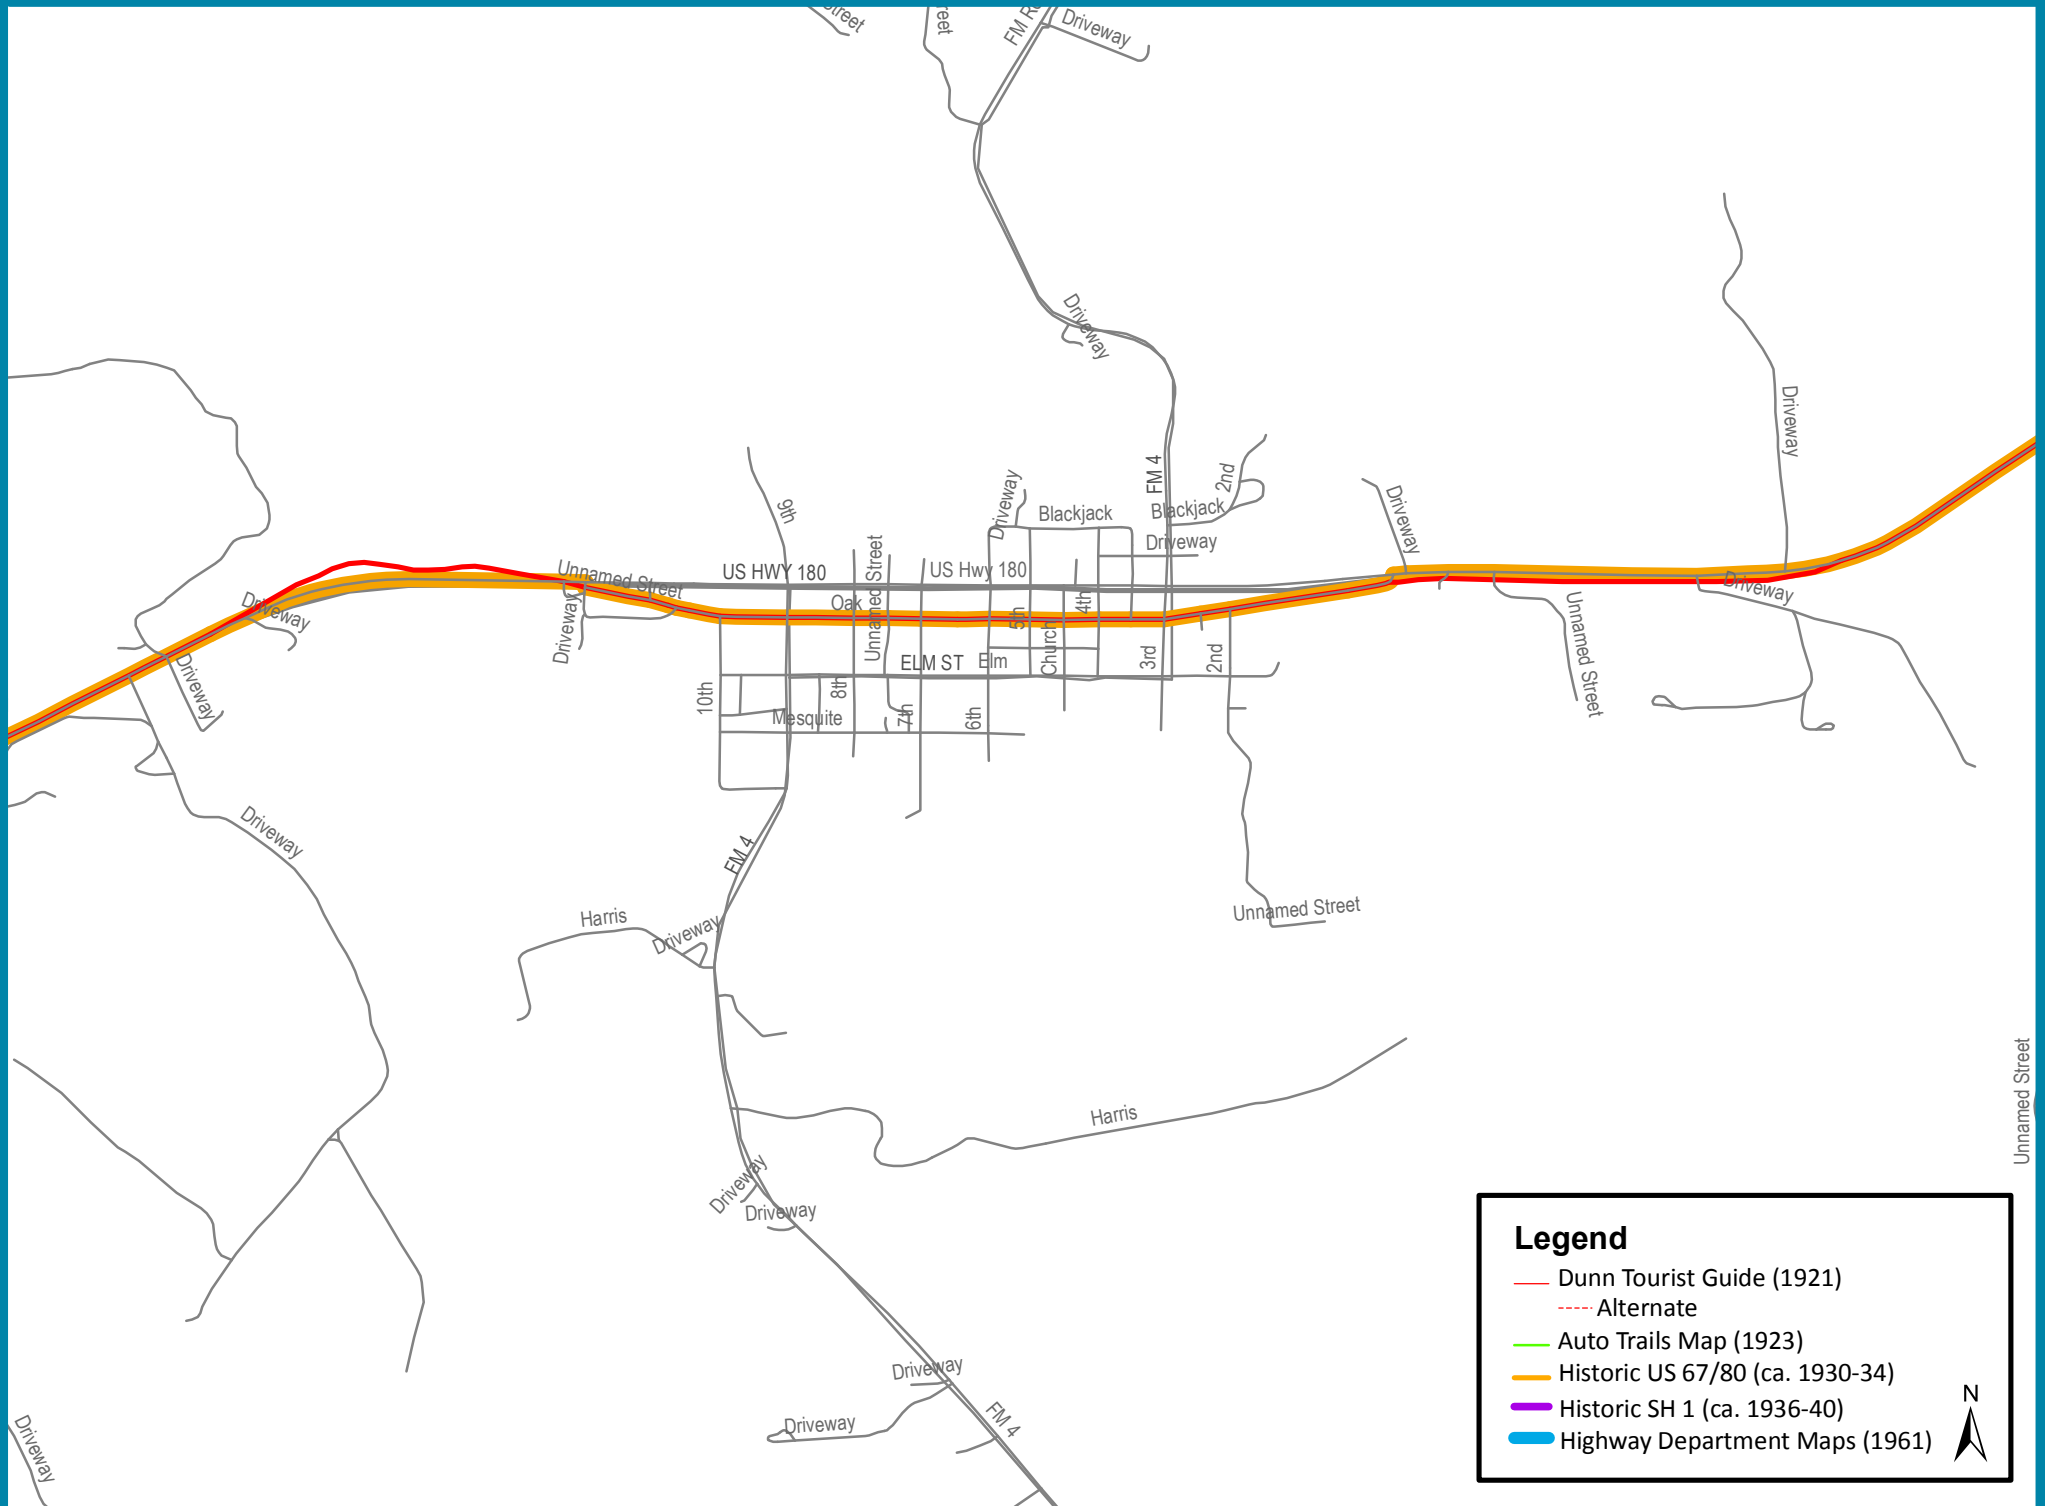 Driveway
FM 4
Driveway
Driveway
Driveway
9th
Driveway
Blackjack
FM 4
2nd
Blackjack
Driveway
Driveway
Unnamed Street
Unnamed Street
US HWY 180
US Hwy 180
Driveway
Driveway
Driveway
Oak
5th
4th
Unnamed Street
Driveway
ELM ST
Elm
Church
3rd
2nd
10th
8th
Mesquite
7th
6th
Driveway
FM 4
Harris
Driveway
Unnamed Street
Unnamed Street
Harris
Driveway
Driveway
Driveway
FM 4
Driveway
Driveway
Legend
Dunn Tourist Guide (1921)
Alternate
Auto Trails Map (1923)
Historic US 67/80 (ca. 1930-34)
Historic SH 1 (ca. 1936-40)
Highway Department Maps (1961)
N